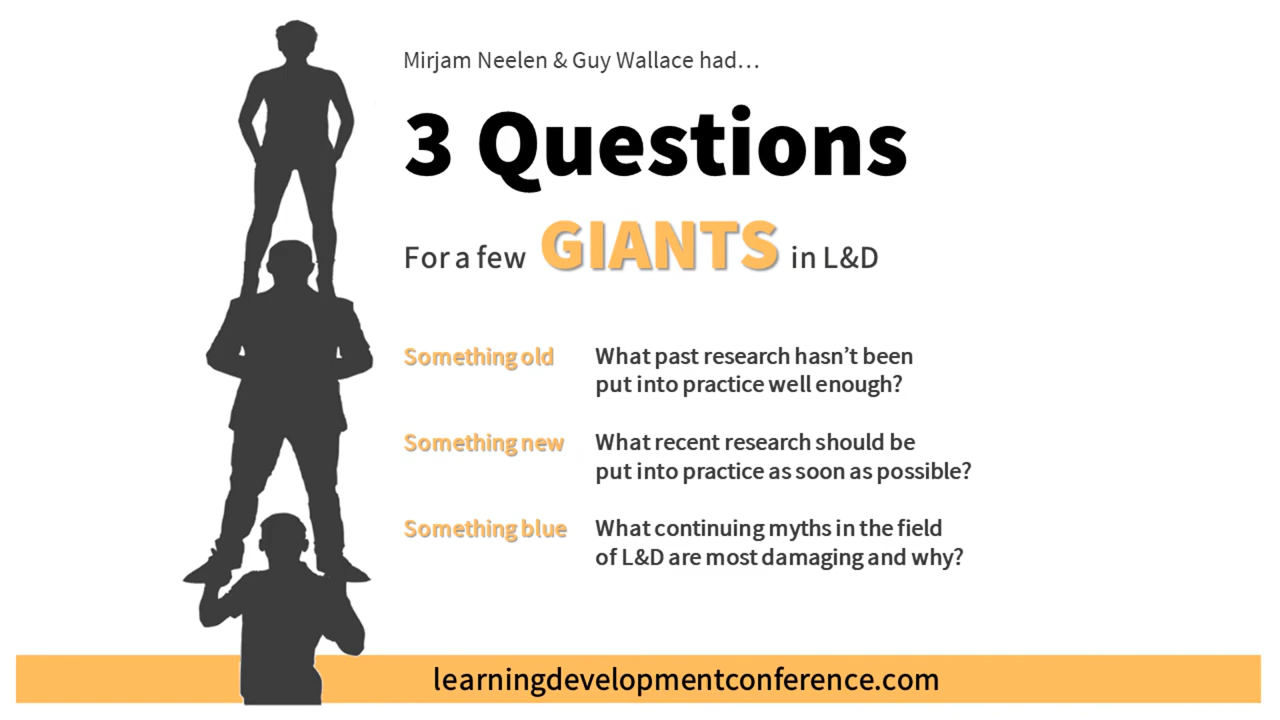 Mirjam Neelen & Guy Wallace had…
3 Questions
For a few GIANTS in L&D
Something old
What past research hasn’t been
put into practice well enough?
Something new
What recent research should be
put into practice as soon as possible?
Something blue
What continuing myths in the field
of L&D are most damaging and why?
learningdevelopmentconference.com